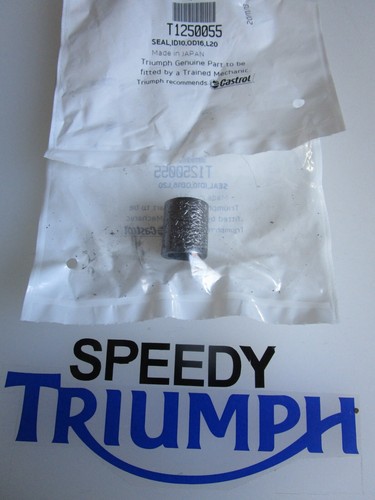 T1250055
SEAL,ID10,OD16,L20
Made in JAPAN
Triumph Genuine Part to be
fitted by a Trained Mechanic
Triumph recommends Castrol
T1250055
SEAL,ID10,OD16,L20
SPEEDY
TRIUMPH